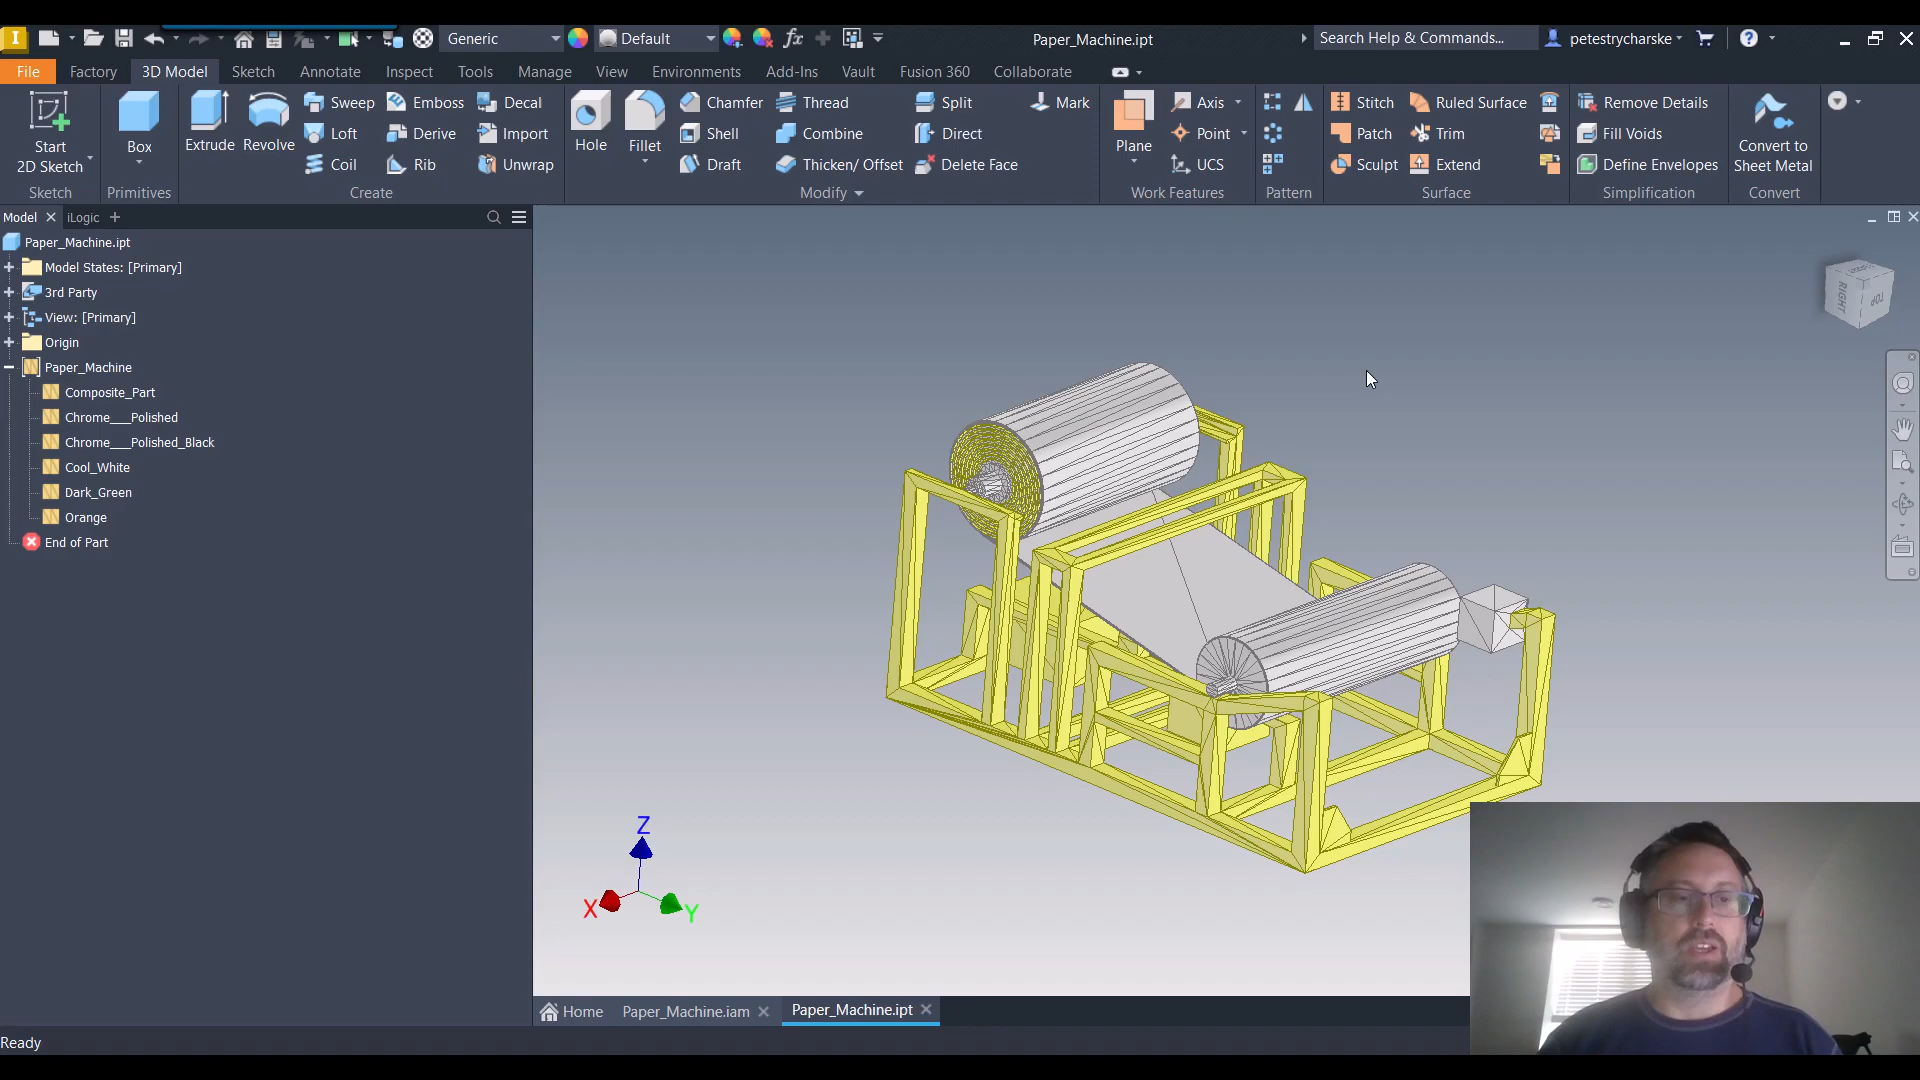 I
Generic
Default
fx
Paper_Machine.ipt
Search Help & Commands...
petestrycharske
?
File
Factory
3D Model
Sketch
Annotate
Inspect
Tools
Manage
View
Environments
Add-Ins
Vault
Fusion 360
Collaborate
Start
2D Sketch
Sketch
Box
Primitives
Extrude
Revolve
Sweep
Loft
Coil
Emboss
Derive
Rib
Decal
Import
Unwrap
Create
Hole
Fillet
Chamfer
Shell
Draft
Thread
Combine
Thicken/ Offset
Split
Direct
Delete Face
Mark
Modify
Plane
Axis
Point
UCS
Work Features
Pattern
Stitch
Patch
Sculpt
Ruled Surface
Trim
Extend
Surface
Remove Details
Fill Voids
Define Envelopes
Simplification
Convert to
Sheet Metal
Convert
Model
iLogic
Paper_Machine.ipt
Model States: [Primary]
3rd Party
View: [Primary]
Origin
Paper_Machine
Composite_Part
Chrome___Polished
Chrome___Polished_Black
Cool_White
Dark_Green
Orange
End of Part
RIGHT
TOP
Z
X
Y
Home
Paper_Machine.iam
Paper_Machine.ipt
Ready